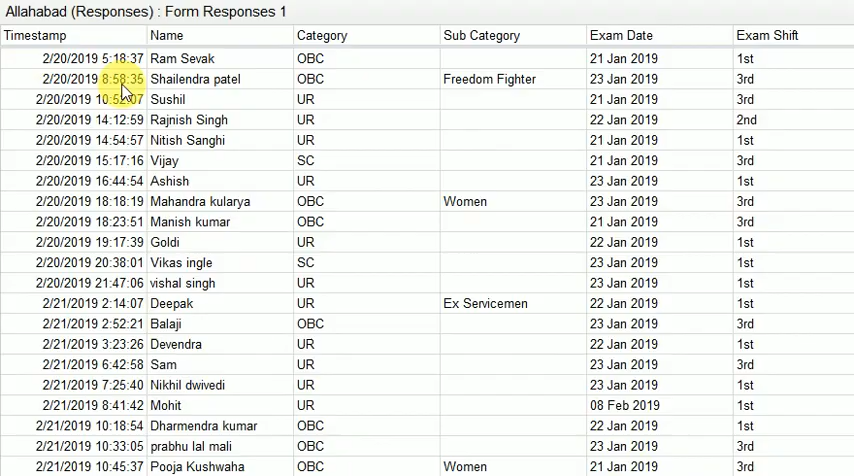 Allahabad (Responses) : Form Responses 1
Timestamp Name Category Sub Category Exam Date Exam Shift
2/20/2019 5:18:37 Ram Sevak OBC 21 Jan 2019 1st
2/20/2019 8:58:35 Shailendra patel OBC Freedom Fighter 23 Jan 2019 3rd
2/20/2019 10:52:07 Sushil UR 21 Jan 2019 3rd
2/20/2019 14:12:59 Rajnish Singh UR 22 Jan 2019 2nd
2/20/2019 14:54:57 Nitish Sanghi UR 21 Jan 2019 1st
2/20/2019 15:17:16 Vijay SC 21 Jan 2019 3rd
2/20/2019 16:44:54 Ashish UR 23 Jan 2019 1st
2/20/2019 18:18:19 Mahandra kularya OBC Women 23 Jan 2019 3rd
2/20/2019 18:23:51 Manish kumar OBC 21 Jan 2019 3rd
2/20/2019 19:17:39 Goldi UR 22 Jan 2019 1st
2/20/2019 20:38:01 Vikas ingle SC 23 Jan 2019 1st
2/20/2019 21:47:06 vishal singh UR 23 Jan 2019 1st
2/21/2019 2:14:07 Deepak UR Ex Servicemen 22 Jan 2019 1st
2/21/2019 2:52:21 Balaji OBC 23 Jan 2019 3rd
2/21/2019 3:23:26 Devendra UR 22 Jan 2019 1st
2/21/2019 6:42:58 Sam UR 23 Jan 2019 3rd
2/21/2019 7:25:40 Nikhil dwivedi UR 23 Jan 2019 1st
2/21/2019 8:41:42 Mohit UR 08 Feb 2019 1st
2/21/2019 10:18:54 Dharmendra kumar OBC 22 Jan 2019 1st
2/21/2019 10:33:05 prabhu lal mali OBC 23 Jan 2019 3rd
2/21/2019 10:45:37 Pooja Kushwaha OBC Women 21 Jan 2019 3rd